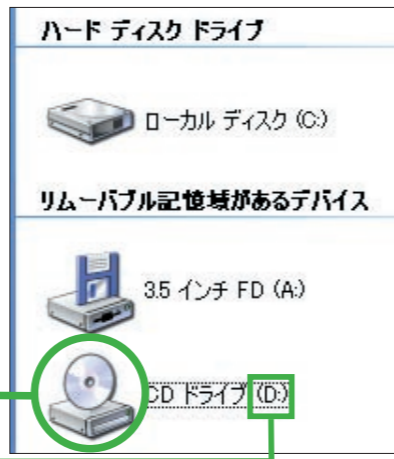 ハード ディスク ドライブ
ローカル ディスク (C:)
リムーバブル記憶域があるデバイス
3.5 インチ FD (A:)
CD ドライブ (D:)